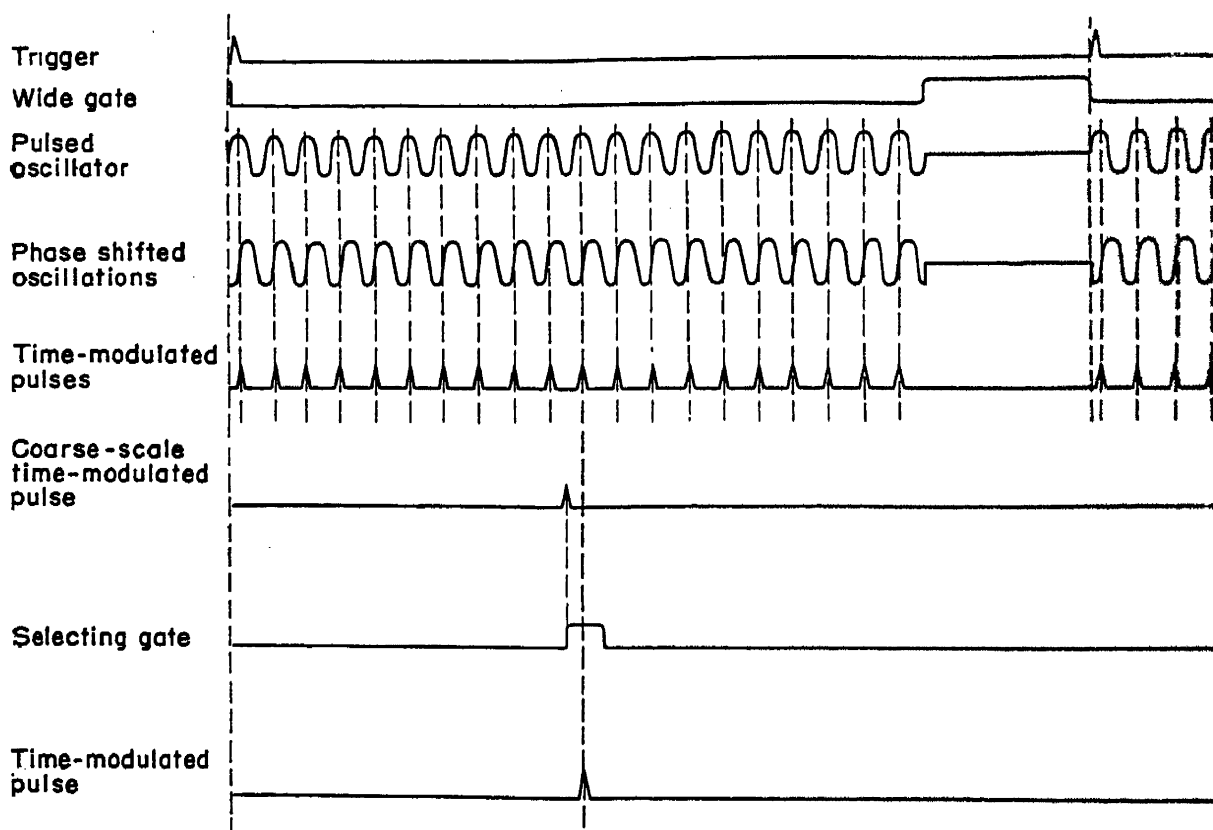 Trigger
Wide gate
Pulsed
oscillator
Phase shifted
oscillations
Time-modulated
pulses
Coarse-scale
time-modulated
pulse
Selecting gate
Time-modulated
pulse